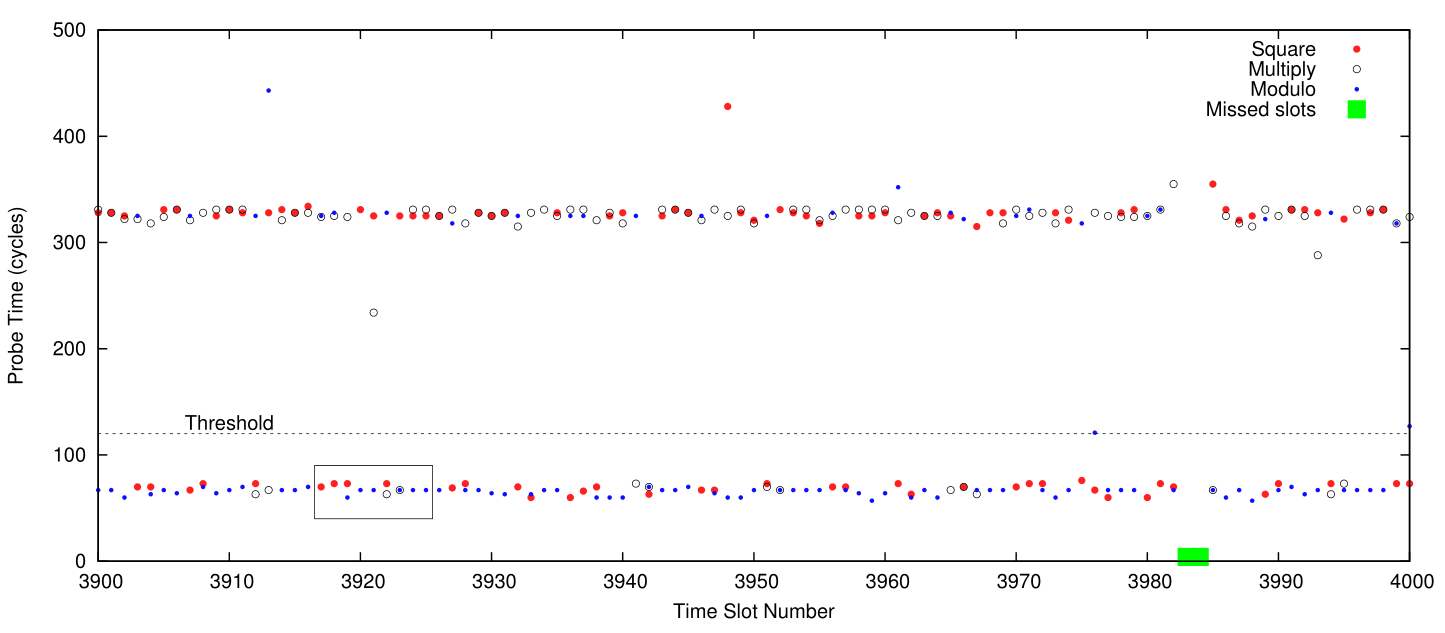 500
400
300
200
100
0
Probe Time (cycles)
Square
Multiply
Modulo
Missed slots
Threshold
3900 3910 3920 3930 3940 3950 3960 3970 3980 3990 4000
Time Slot Number